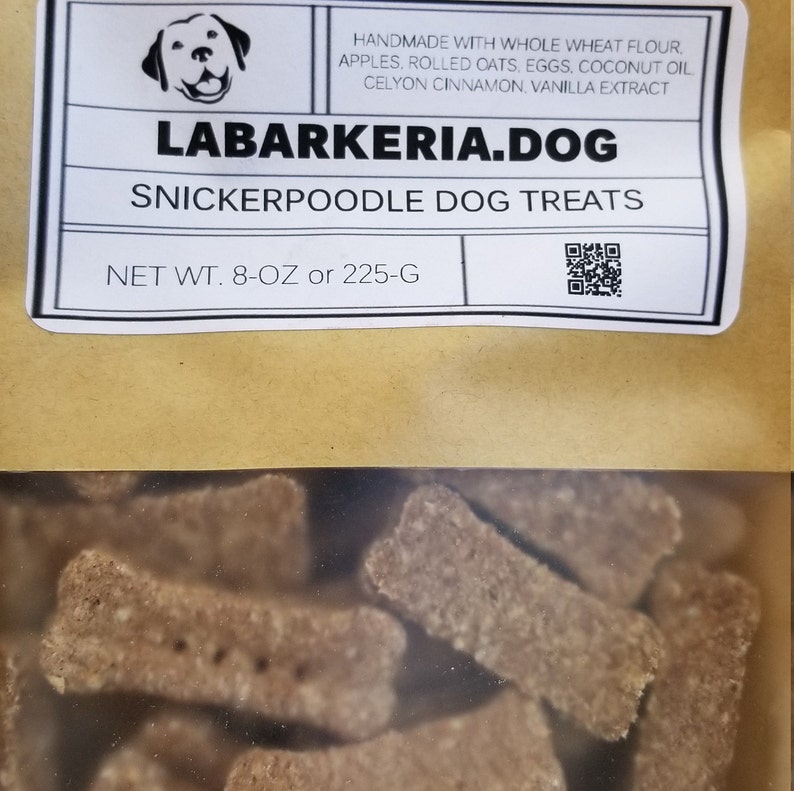 HANDMADE WITH WHOLE WHEAT FLOUR,
APPLES, ROLLED OATS, EGGS, COCONUT OIL,
CELYON CINNAMON, VANILLA EXTRACT
LABARKERIA.DOG
SNICKERPOODLE DOG TREATS
NET WT. 8-OZ or 225-G